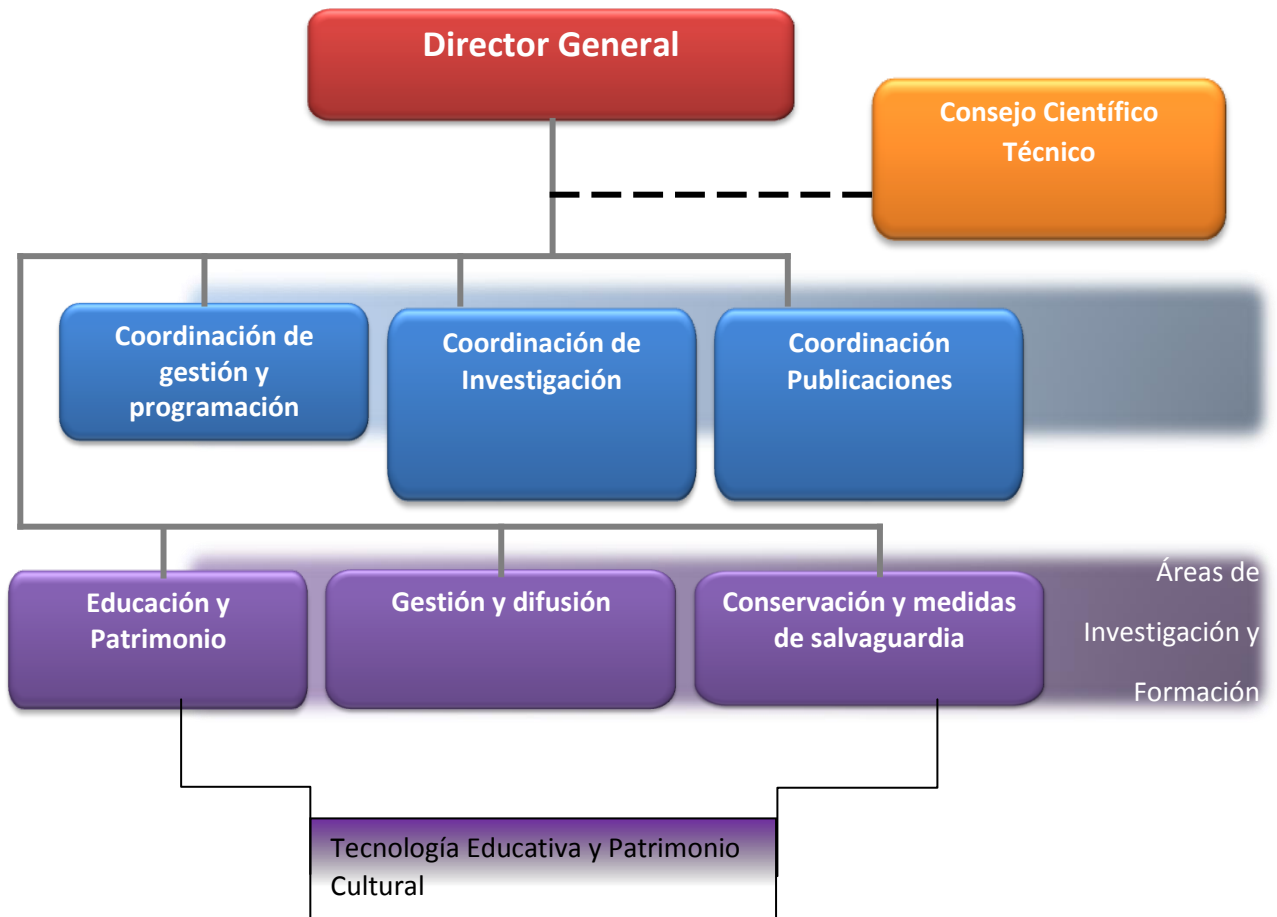 Director General
Consejo Científico
Técnico
Coordinación de
gestión y
programación
Coordinación de
Investigación
Coordinación
Publicaciones
Educación y
Patrimonio
Gestión y difusión
Conservación y medidas
de salvaguardia
Áreas de
Investigación y
Formación
Tecnología Educativa y Patrimonio
Cultural